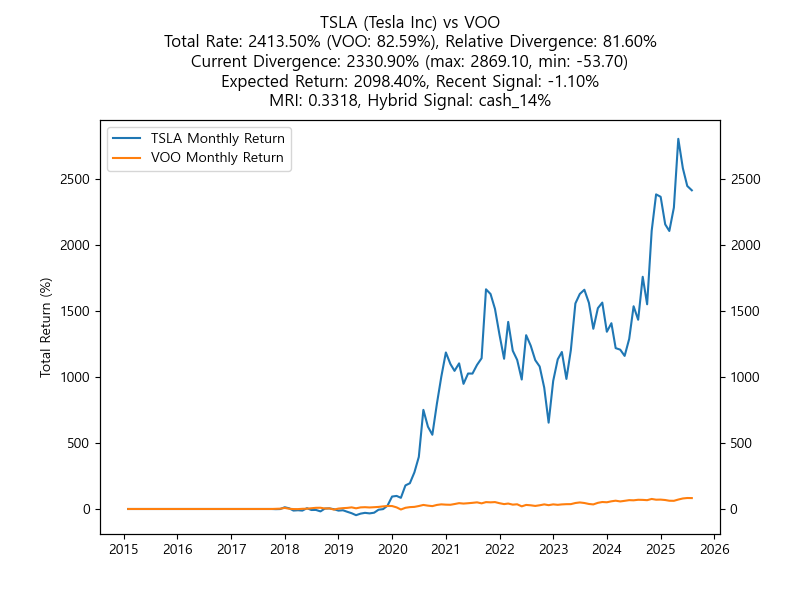 TSLA (Tesla Inc) vs VOO
Total Rate: 2413.50% (VOO: 82.59%), Relative Divergence: 81.60%
Current Divergence: 2330.90% (max: 2869.10, min: -53.70)
Expected Return: 2098.40%, Recent Signal: -1.10%
MRI: 0.3318, Hybrid Signal: cash_14%
TSLA Monthly Return
VOO Monthly Return
Total Return (%)
2500 2500
2000 2000
1500 1500
1000 1000
500 500
0 0
2015 2016 2017 2018 2019 2020 2021 2022 2023 2024 2025 2026